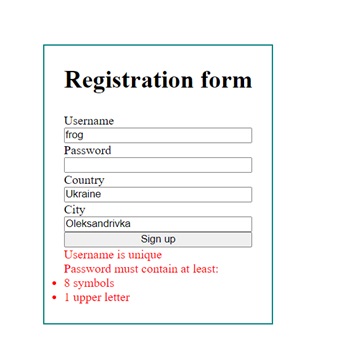 Registration form
Username
frog
Password
Country
Ukraine
City
Oleksandrivka
Sign up
Username is unique
Password must contain at least:
• 8 symbols
• 1 upper letter